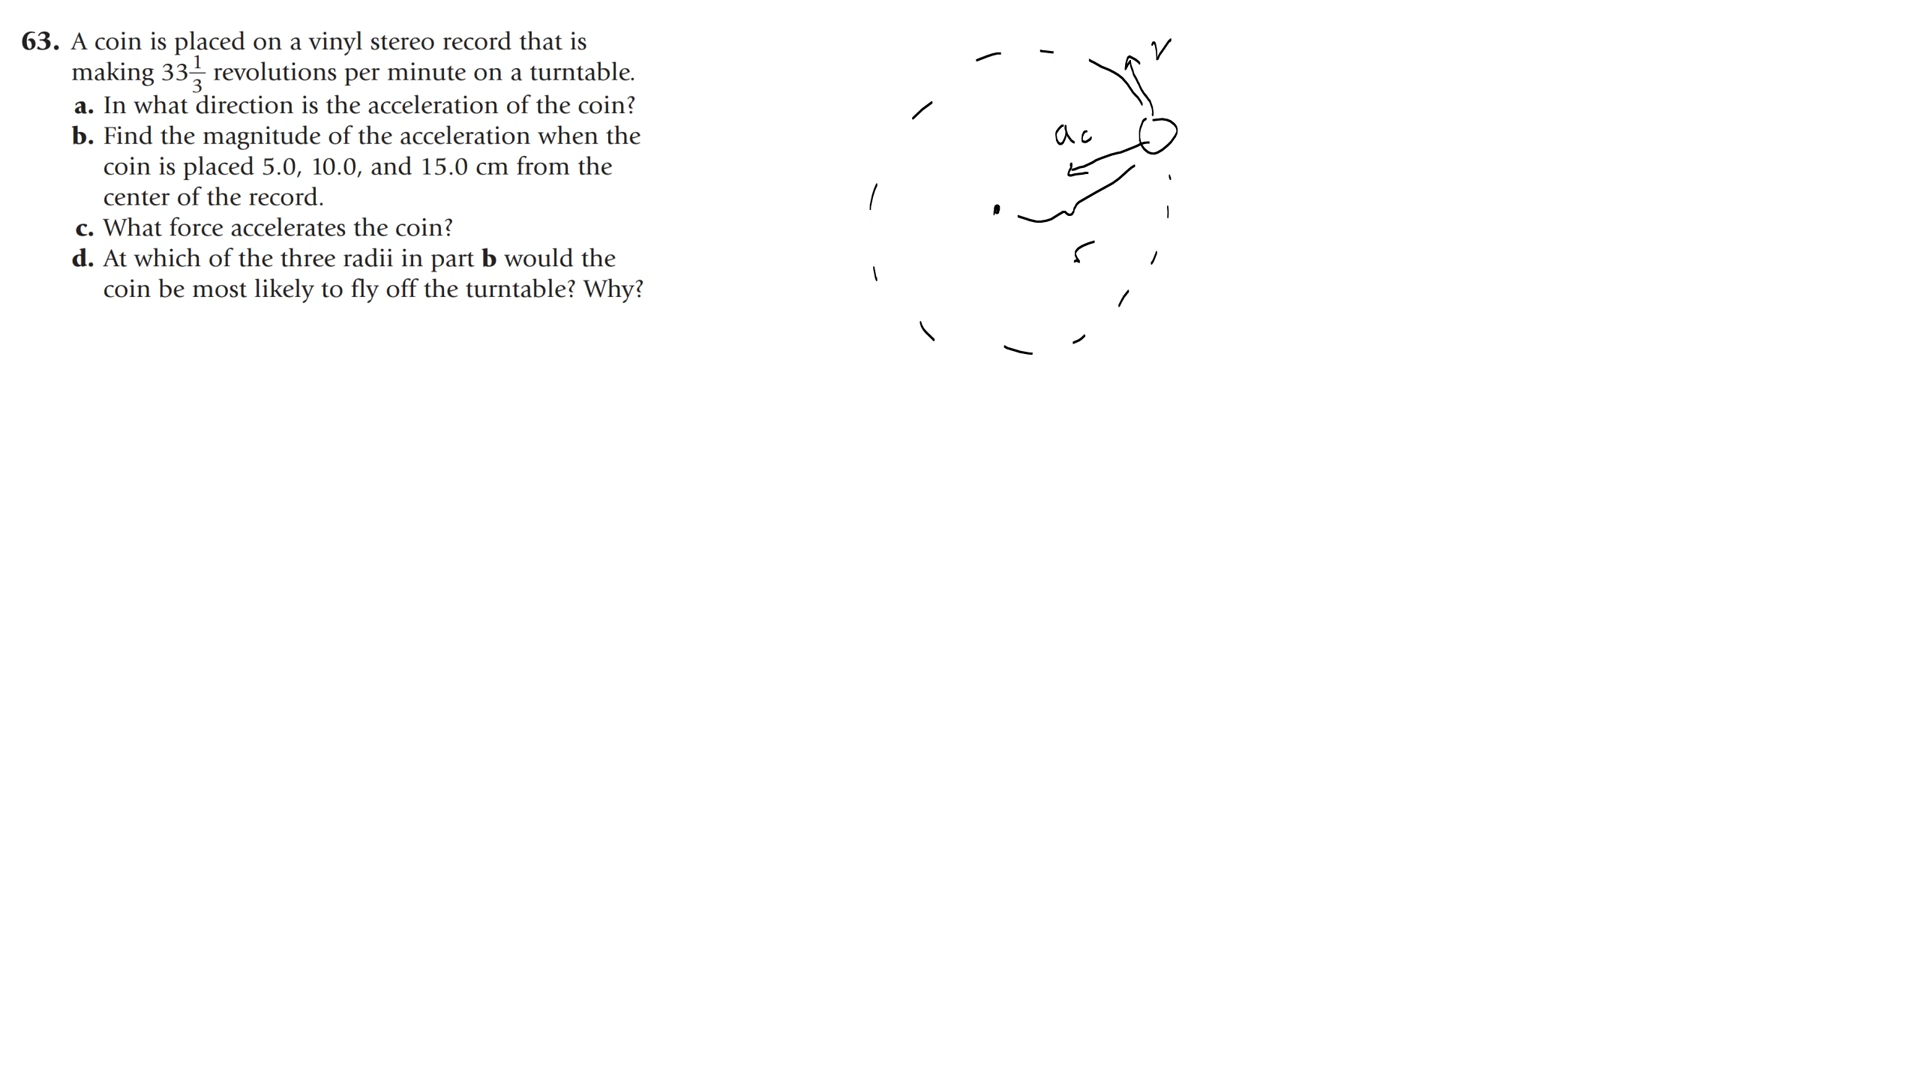 63. A coin is placed on a vinyl stereo record that is
making 33 1/3 revolutions per minute on a turntable.
a. In what direction is the acceleration of the coin?
b. Find the magnitude of the acceleration when the
coin is placed 5.0, 10.0, and 15.0 cm from the
center of the record.
c. What force accelerates the coin?
d. At which of the three radii in part b would the
coin be most likely to fly off the turntable? Why?
v
ac
r